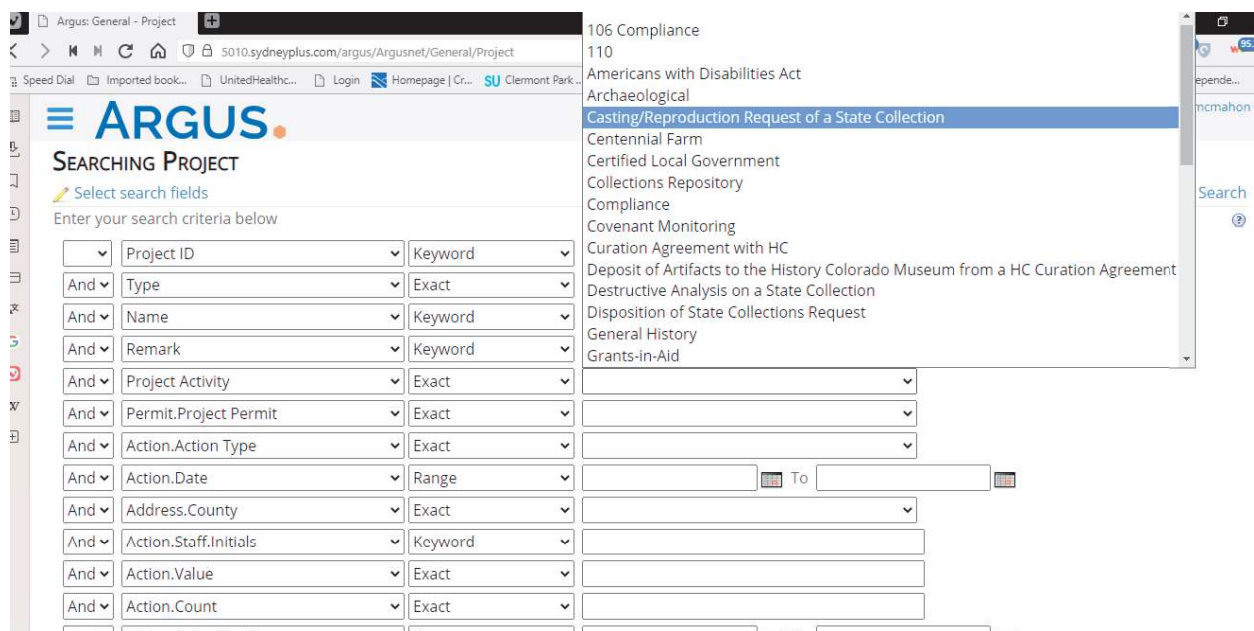 Argus: General - Project
5010.sydneyplus.com/argus/Argusnet/General/Project
95.
Speed Dial Imported book... UnitedHealthc... Login Homepage | Cr... SU Clermont Park... epende...
ARGUS.
mcmahon
SEARCHING PROJECT
Select search fields
Search
Enter your search criteria below
106 Compliance
110
Americans with Disabilities Act
Archaeological
Casting/Reproduction Request of a State Collection
Centennial Farm
Certified Local Government
Collections Repository
Compliance
Covenant Monitoring
Curation Agreement with HC
Deposit of Artifacts to the History Colorado Museum from a HC Curation Agreement
Destructive Analysis on a State Collection
Disposition of State Collections Request
General History
Grants-in-Aid
Project ID Keyword
And Type Exact
And Name Keyword
And Remark Keyword
And Project Activity Exact
And Permit.Project Permit Exact
And Action.Action Type Exact
And Action.Date Range To
And Address.County Exact
And Action.Staff.Initials Keyword
And Action.Value Exact
And Action.Count Exact